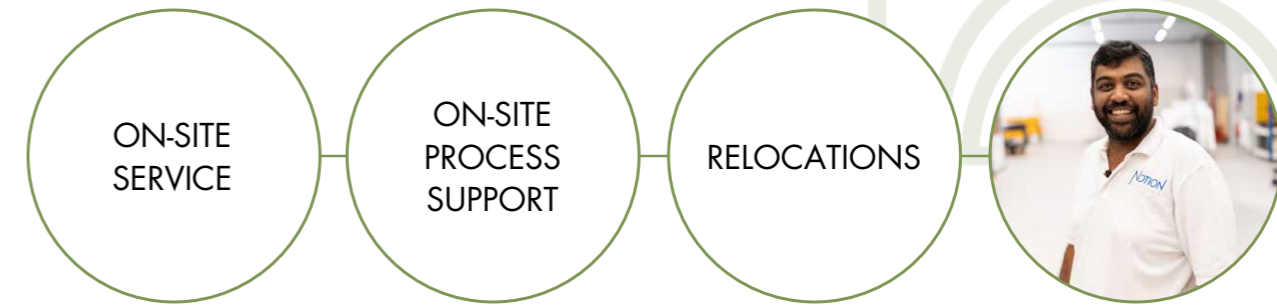 ON-SITE
SERVICE
ON-SITE
PROCESS
SUPPORT
RELOCATIONS
NOTION